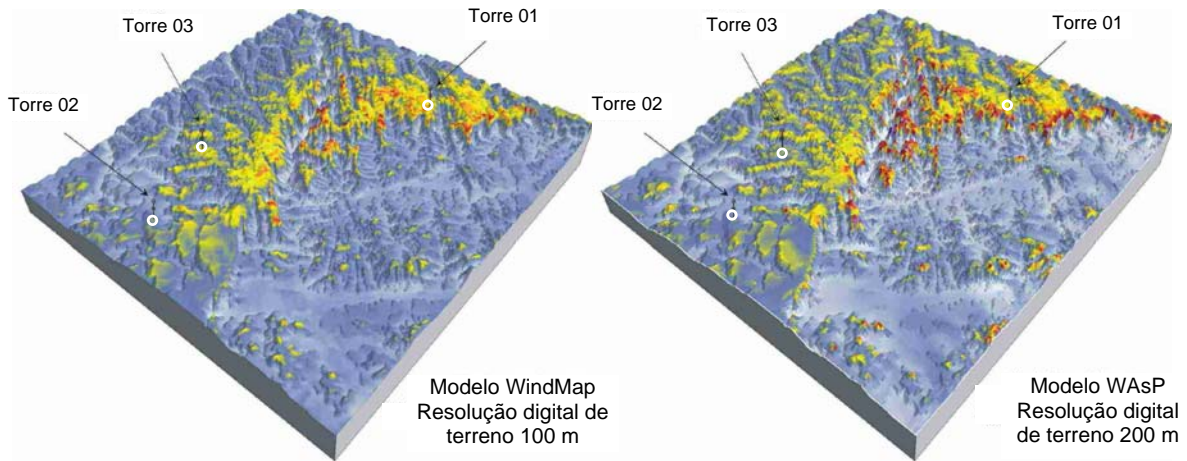 Torre 01
Torre 03
Torre 02
Modelo WindMap
Resolução digital de
terreno 100 m
Torre 01
Torre 03
Torre 02
Modelo WAsP
Resolução digital
de terreno 200 m